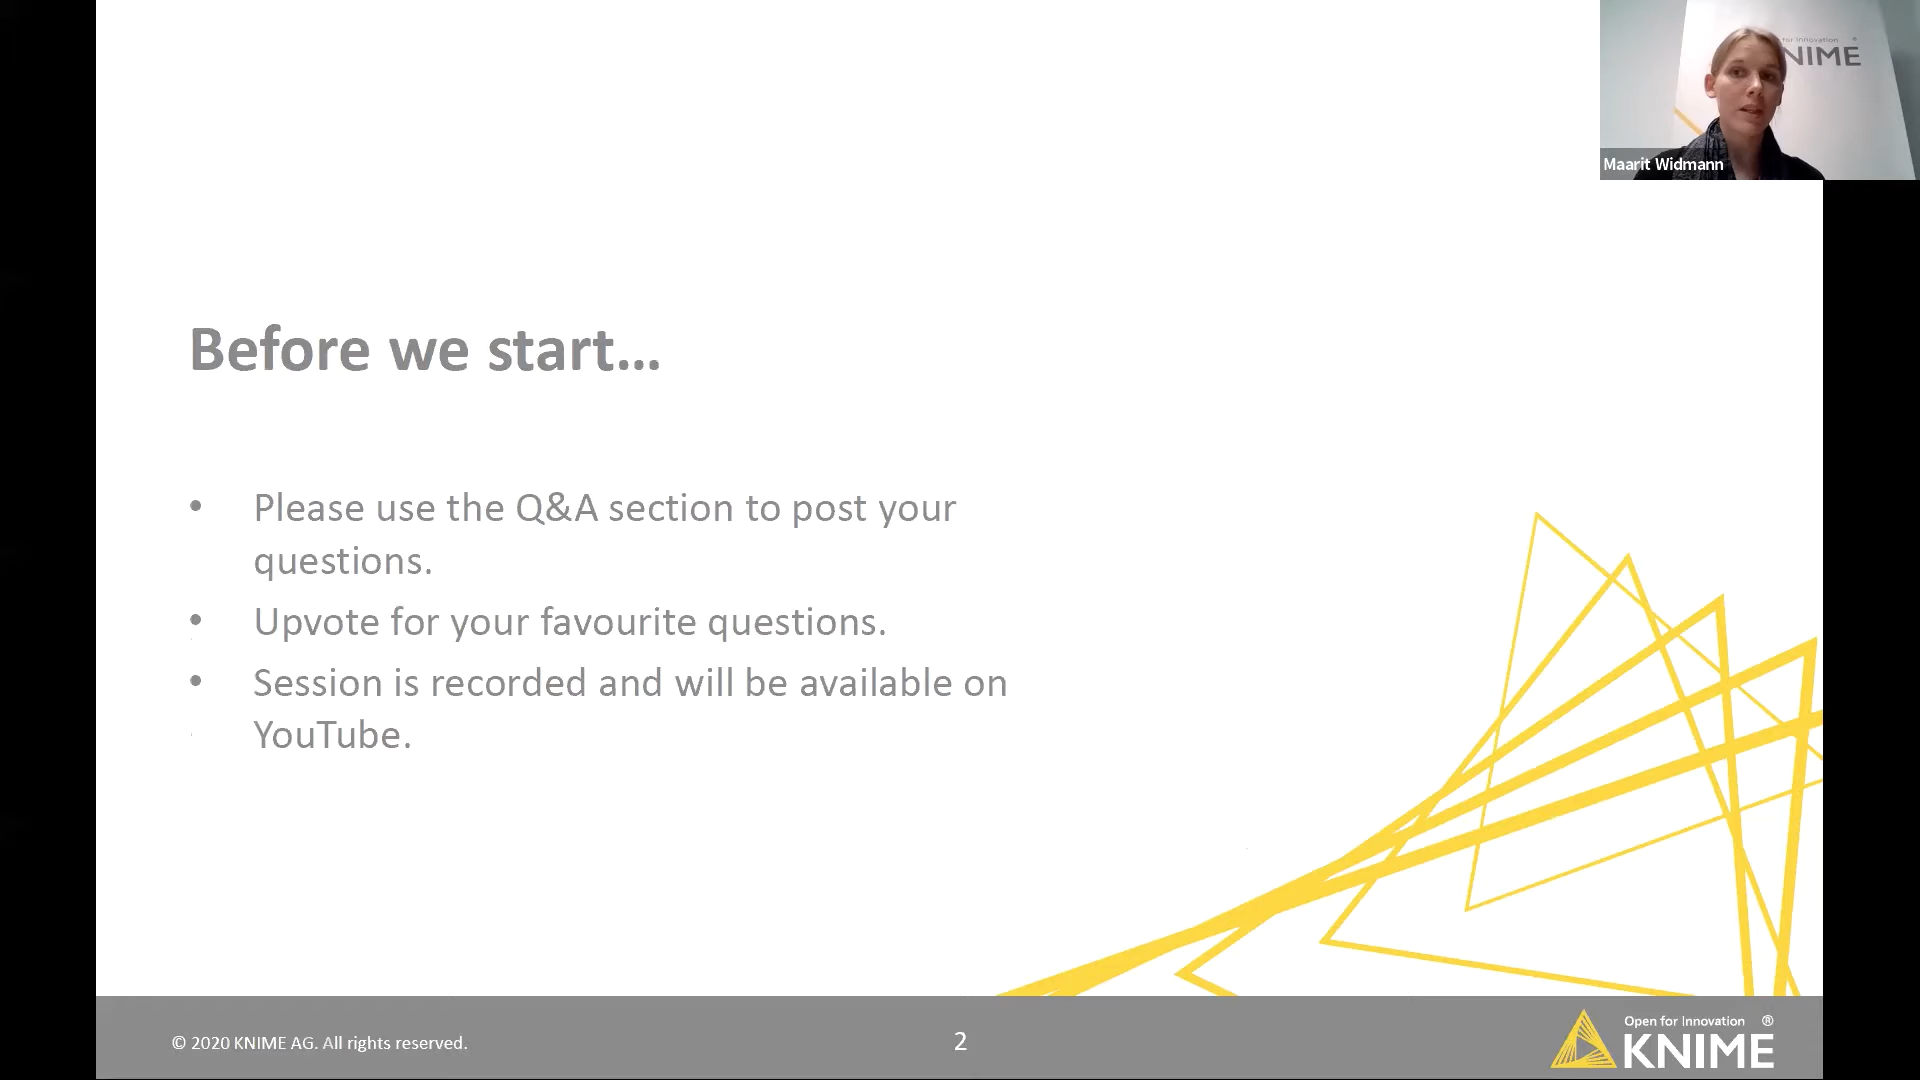 for Innovation
NIME
Maarit Widmann
Before we start...
• Please use the Q&A section to post your
questions.
• Upvote for your favourite questions.
• Session is recorded and will be available on
YouTube.
© 2020 KNIME AG. All rights reserved.
2
Open for Innovation ®
KNIME